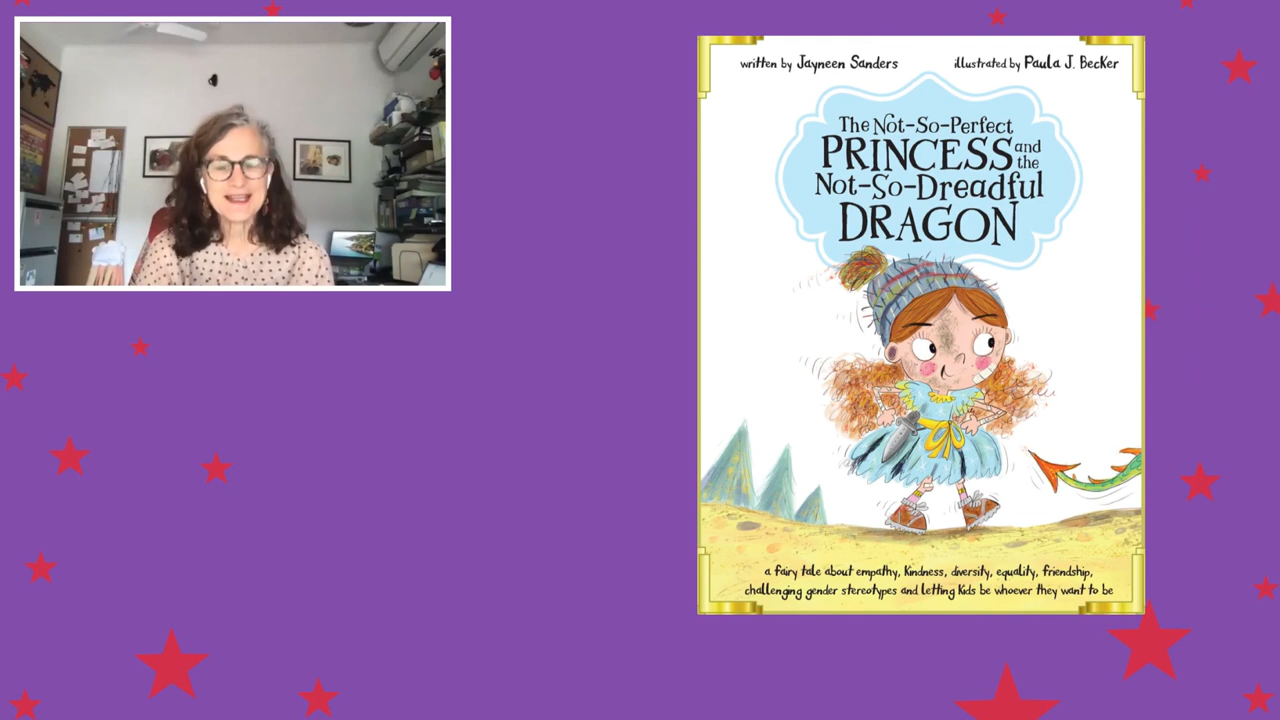 written by Jayneen Sanders
illustrated by Paula J. Becker
The Not-So-Perfect
PRINCESS and the
Not-So-Dreadful
DRAGON
a fairy tale about empathy, kindness, diversity, equality, friendship,
challenging gender stereotypes and letting kids be whoever they want to be